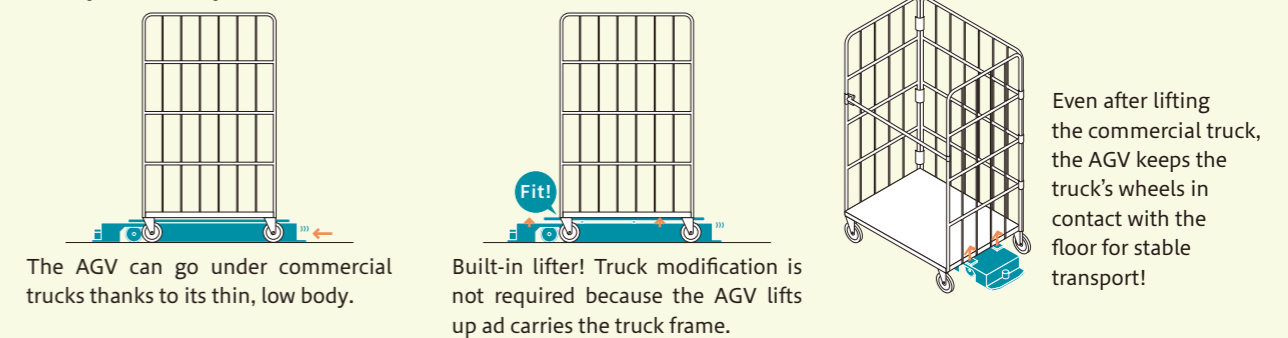 Fit!
The AGV can go under commercial
trucks thanks to its thin, low body.
Built-in lifter! Truck modification is
not required because the AGV lifts
up ad carries the truck frame.
Even after lifting
the commercial truck,
the AGV keeps the
truck's wheels in
contact with the
floor for stable
transport!